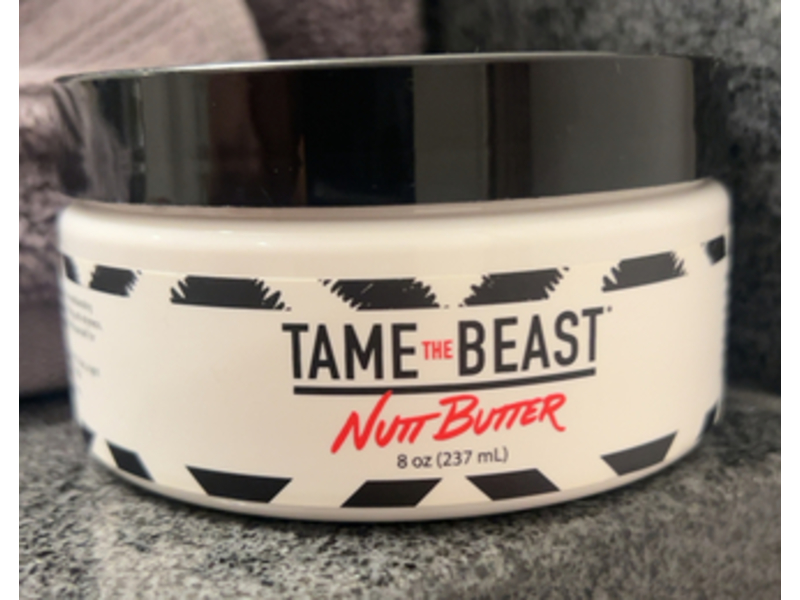 TAME THE BEAST
NUTT BUTTER
8 oz (237 mL)